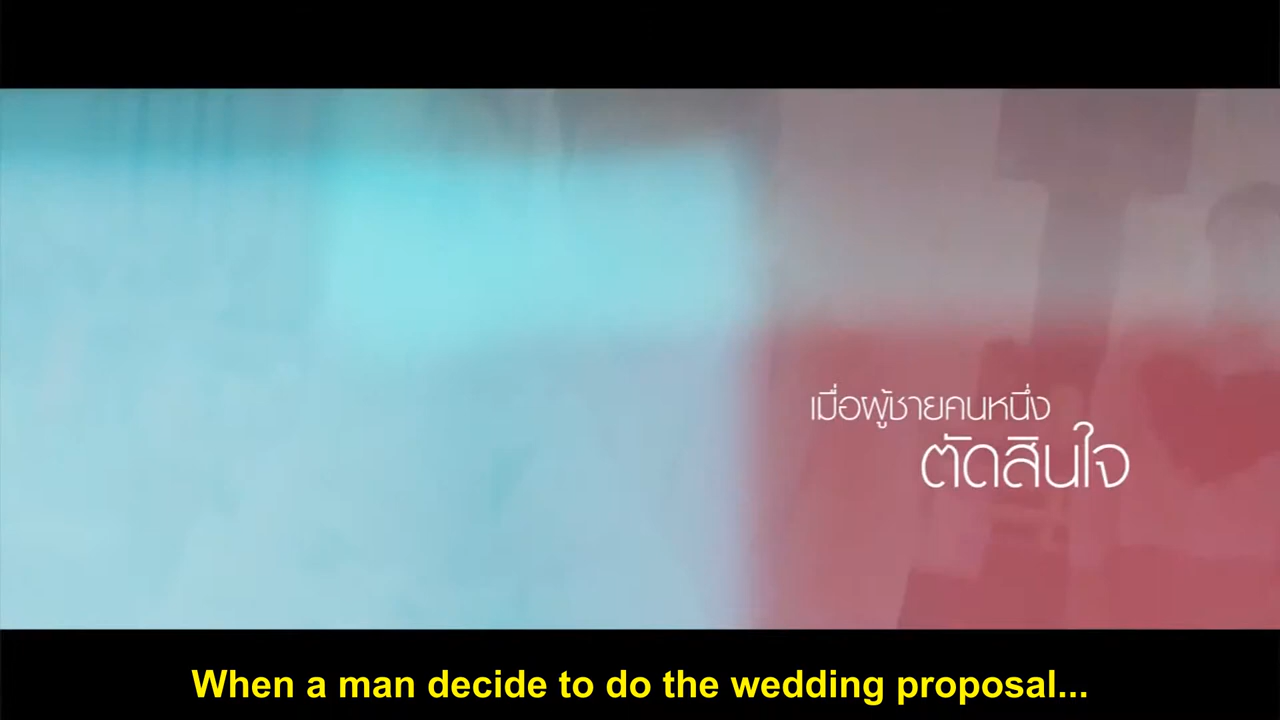 เมื่อผู้ชายคนหนึ่ง
ตัดสินใจ
When a man decide to do the wedding proposal...